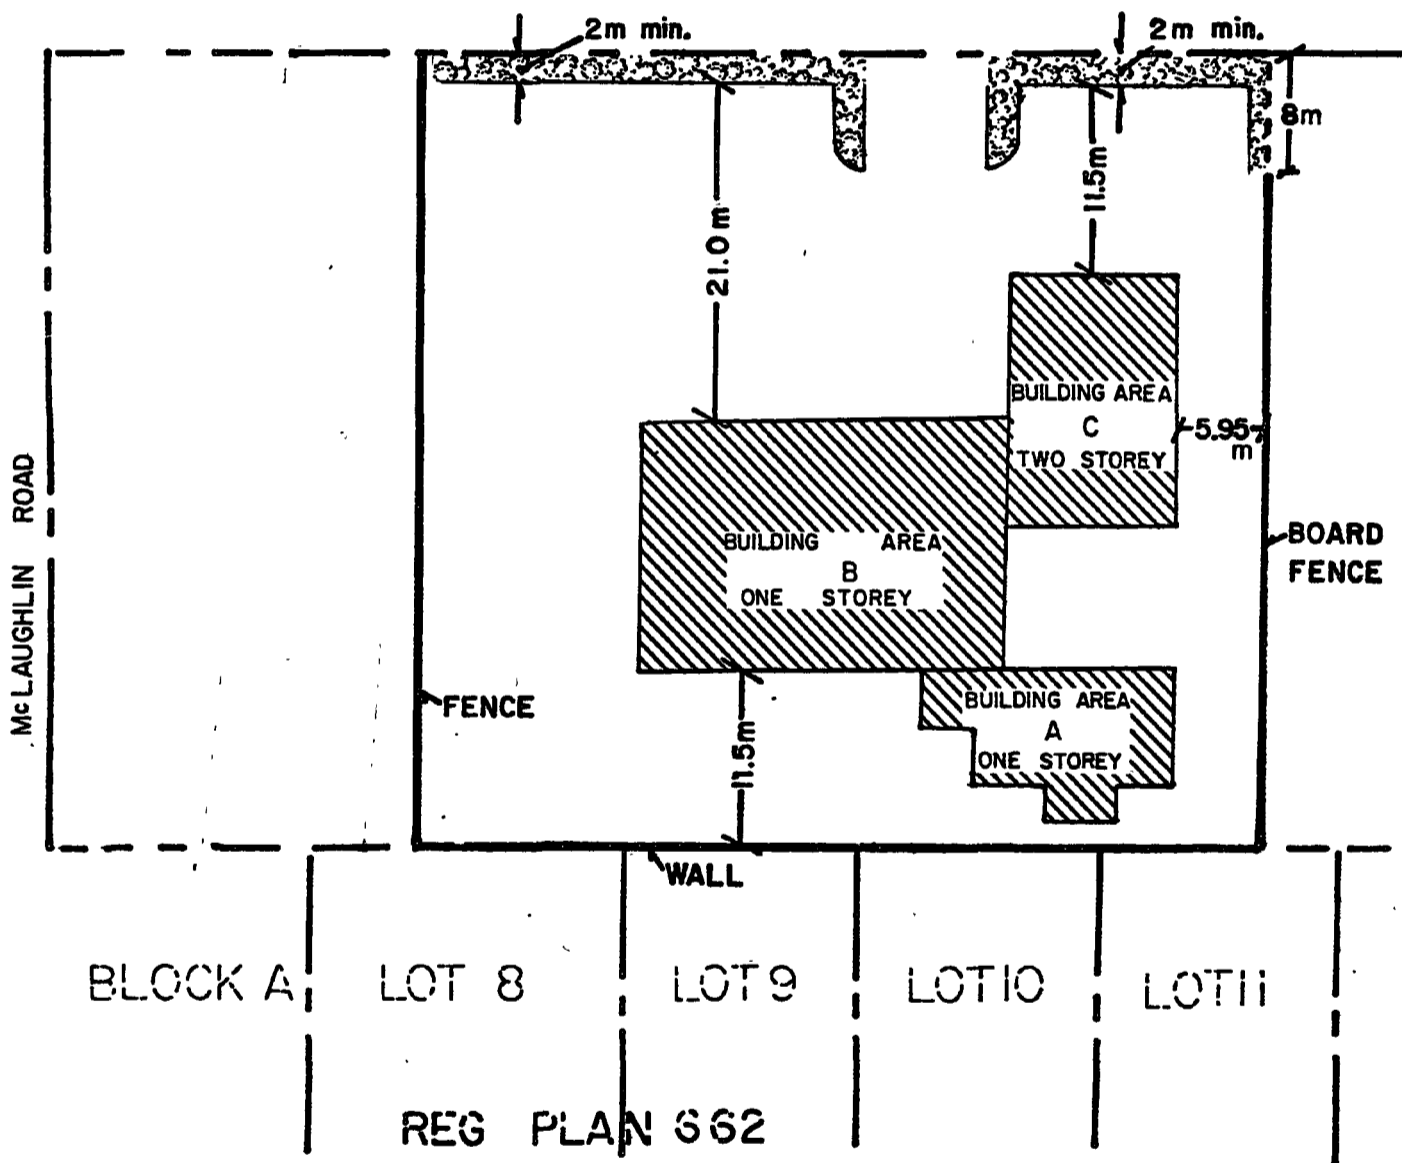 2m min.
2m min.
8m
11.5m
21.0m
BUILDING AREA
C
TWO STOREY
5.95
m
McLAUGHLIN ROAD
BUILDING AREA
B
ONE STOREY
BOARD
FENCE
FENCE
BUILDING AREA
A
ONE STOREY
11.5m
WALL
BLOCK A
LOT 8
LOT 9
LOT 10
LOT 11
REG PLAN 662